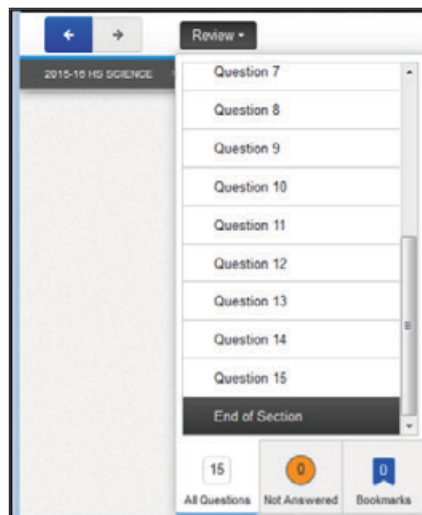 Review
2015-16 HS SCIENCE
Question 7
Question 8
Question 9
Question 10
Question 11
Question 12
Question 13
Question 14
Question 15
End of Section
15 0 0
All Questions Not Answered Bookmarks